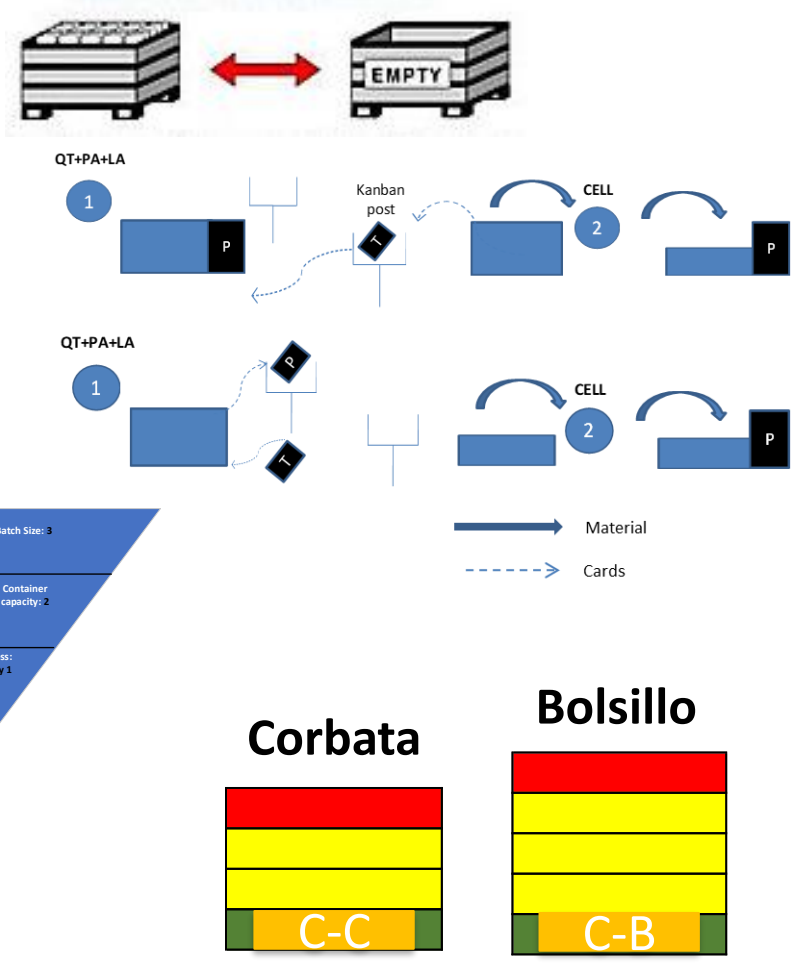 EMPTY
QT+PA+LA
1
P
Kanban
post
T
CELL
2
P
QT+PA+LA
1
P
T
CELL
2
P
Material
Cards
Size: 3
Container
capacity: 2
1
Corbata
Bolsillo
C-C
C-B